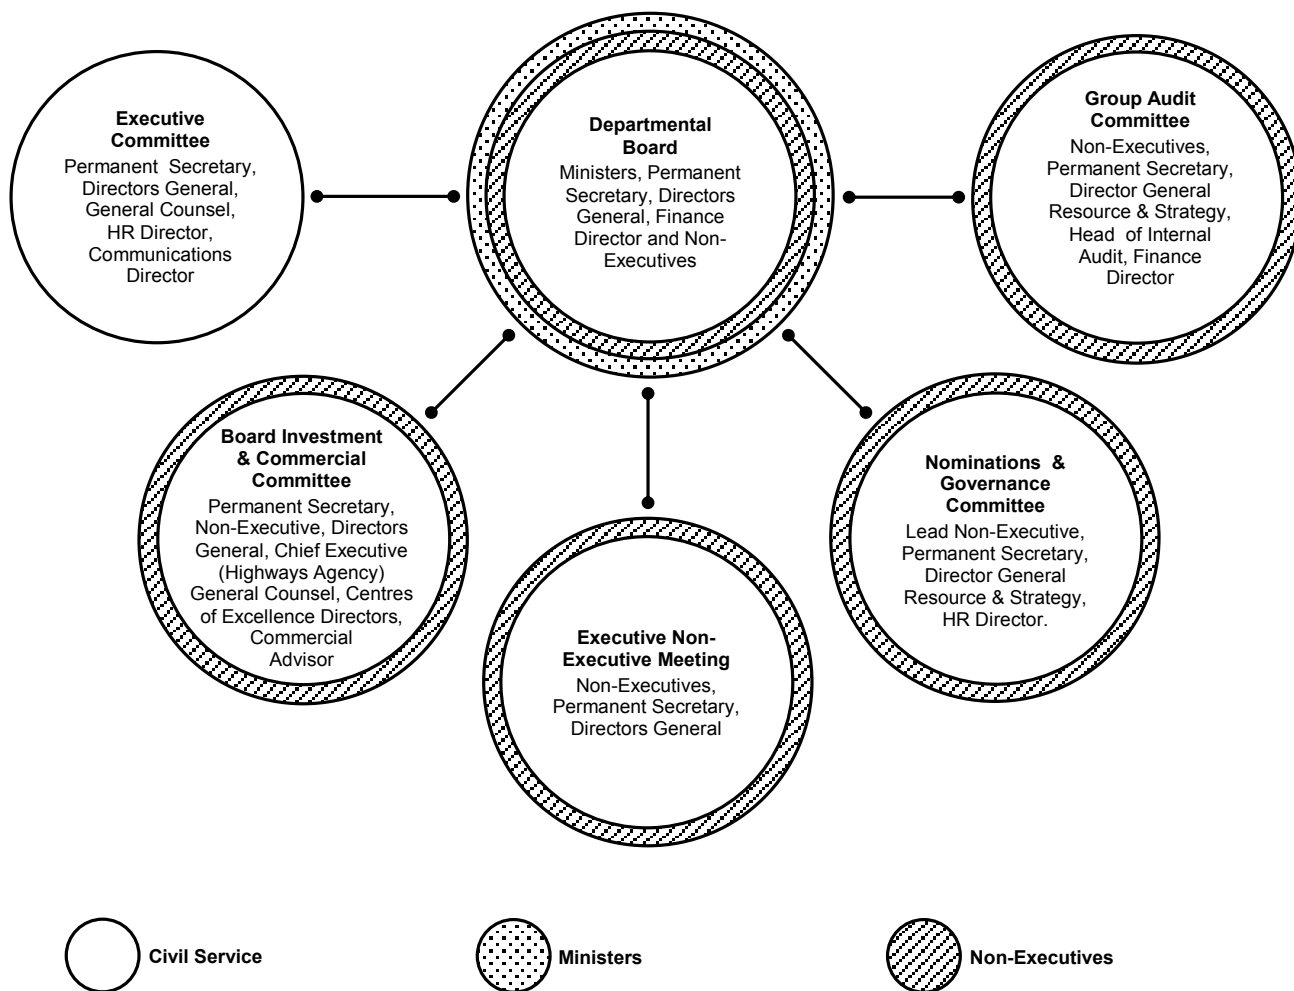 Executive
Committee
Permanent Secretary,
Directors General,
General Counsel,
HR Director,
Communications
Director
Departmental
Board
Ministers, Permanent
Secretary, Directors
General, Finance
Director and Non-
Executives
Group Audit
Committee
Non-Executives,
Permanent Secretary,
Director General
Resource & Strategy,
Head of Internal
Audit, Finance
Director
Board Investment
& Commercial
Committee
Permanent Secretary,
Non-Executive, Directors
General, Chief Executive
(Highways Agency)
General Counsel, Centres
of Excellence Directors,
Commercial
Advisor
Executive Non-
Executive Meeting
Non-Executives,
Permanent Secretary,
Directors General
Nominations &
Governance
Committee
Lead Non-Executive,
Permanent Secretary,
Director General
Resource & Strategy,
HR Director.
Civil Service
Ministers
Non-Executives